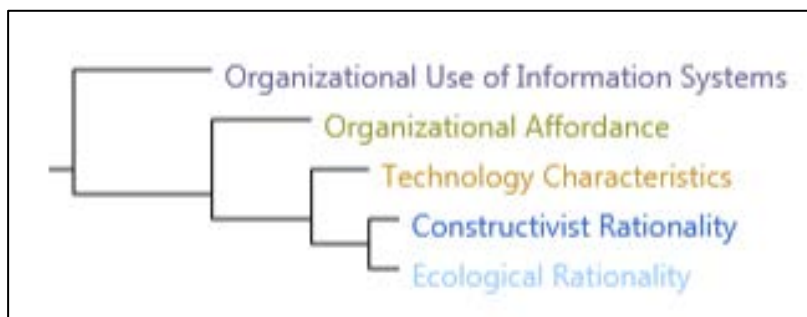 Organizational Use of Information Systems
Organizational Affordance
Technology Characteristics
Constructivist Rationality
Ecological Rationality